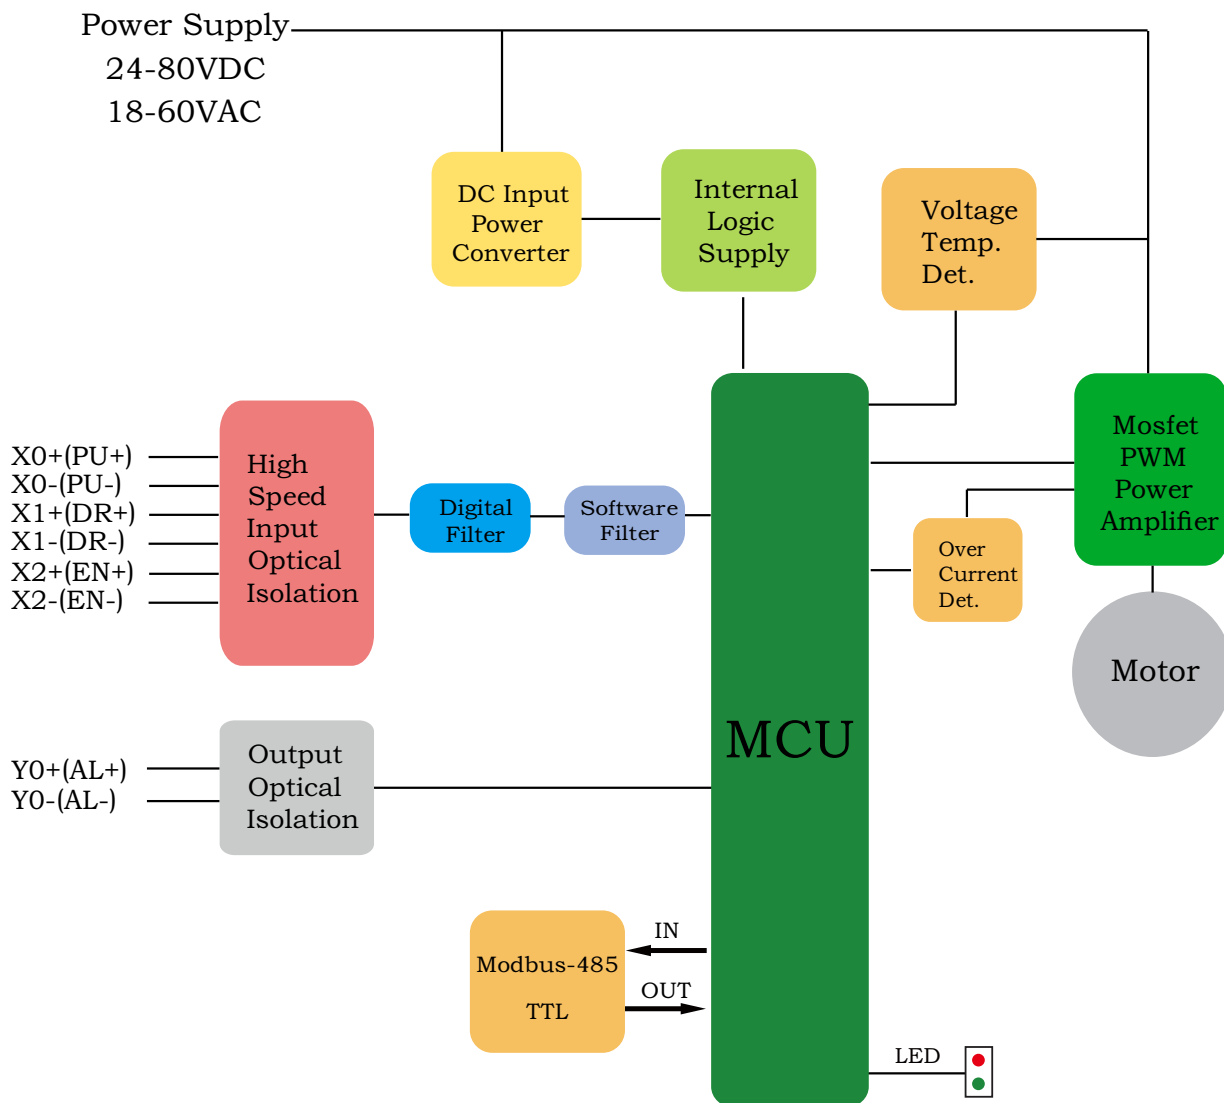 Power Supply
24-80VDC
18-60VAC
DC Input
Power
Converter
Internal
Logic
Supply
Voltage
Temp.
Det.
X0+(PU+)
X0-(PU-)
X1+(DR+)
X1-(DR-)
X2+(EN+)
X2-(EN-)
High
Speed
Input
Optical
Isolation
Digital
Filter
Software
Filter
Mosfet
PWM
Power
Amplifier
Over
Current
Det.
Motor
MCU
Y0+(AL+)
Y0-(AL-)
Output
Optical
Isolation
Modbus-485
TTL
IN
OUT
LED